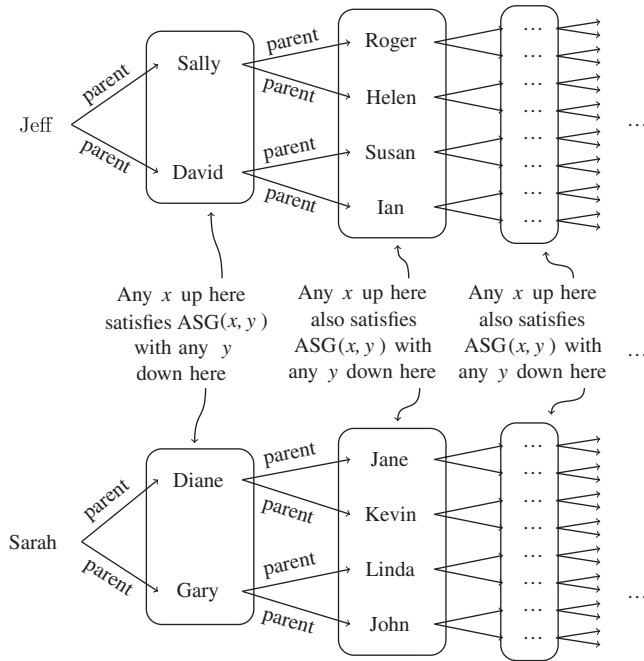 parent
parent
Jeff
Sally
David
parent
parent
parent
parent
Roger
Helen
Susan
Ian
...
...
...
...
...
Any x up here
satisfies ASG(x, y)
with any y
down here
Any x up here
also satisfies
ASG(x, y) with
any y down here
Any x up here
also satisfies
ASG(x, y) with
any y down here
...
parent
parent
Sarah
Diane
Gary
parent
parent
parent
parent
Jane
Kevin
Linda
John
...
...
...
...
...